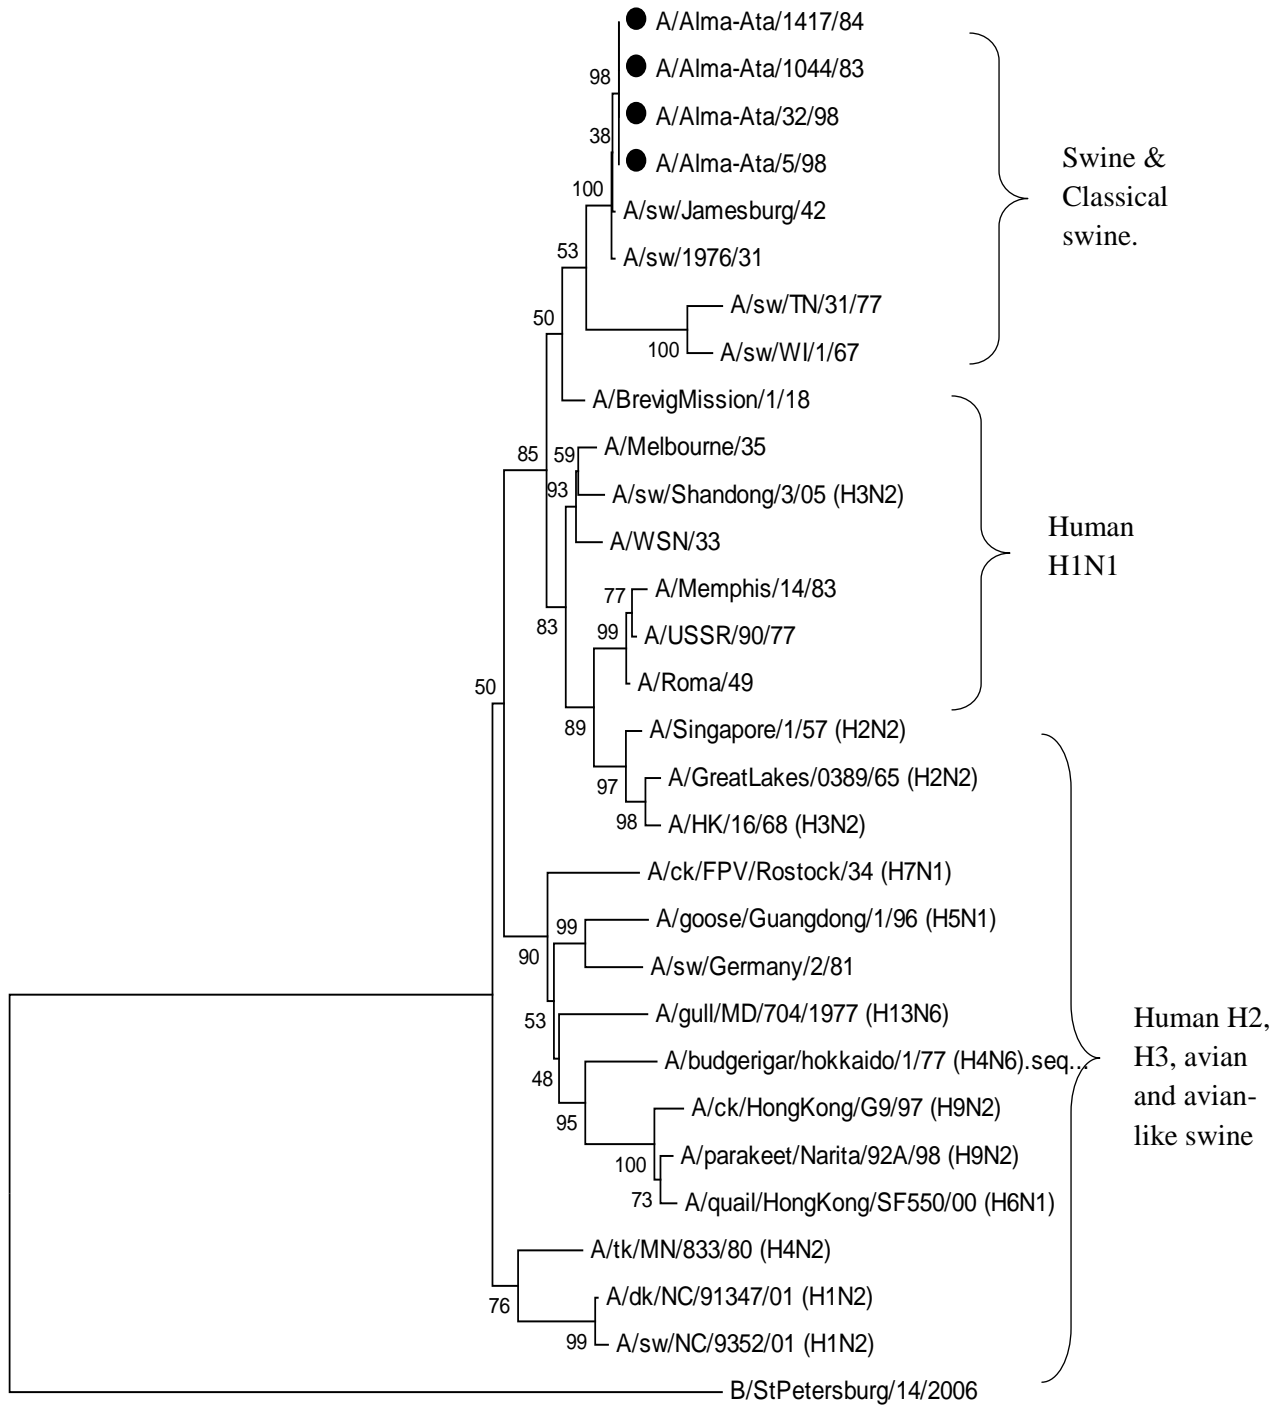 A/Alma-Ata/1417/84
A/Alma-Ata/1044/83
98
A/Alma-Ata/32/98
38
A/Alma-Ata/5/98
100
A/sw/Jamesburg/42
53
A/sw/1976/31
A/sw/TN/31/77
50
100
A/sw/WI/1/67
Swine &
Classical
swine.
A/BrevigMission/1/18
85
59
A/Melbourne/35
93
A/sw/Shandong/3/05 (H3N2)
A/WSN/33
77
A/Memphis/14/83
83
99
A/USSR/90/77
A/Roma/49
Human
H1N1
50
89
A/Singapore/1/57 (H2N2)
97
A/GreatLakes/0389/65 (H2N2)
98
A/HK/16/68 (H3N2)
A/ck/FPV/Rostock/34 (H7N1)
99
A/goose/Guangdong/1/96 (H5N1)
90
A/sw/Germany/2/81
53
A/gull/MD/704/1977 (H13N6)
48
A/budgerigar/hokkaido/1/77 (H4N6).seq...
95
A/ck/HongKong/G9/97 (H9N2)
100
A/parakeet/Narita/92A/98 (H9N2)
73
A/quail/HongKong/SF550/00 (H6N1)
Human H2,
H3, avian
and avian-
like swine
A/tk/MN/833/80 (H4N2)
76
A/dk/NC/91347/01 (H1N2)
99
A/sw/NC/9352/01 (H1N2)
B/StPetersburg/14/2006